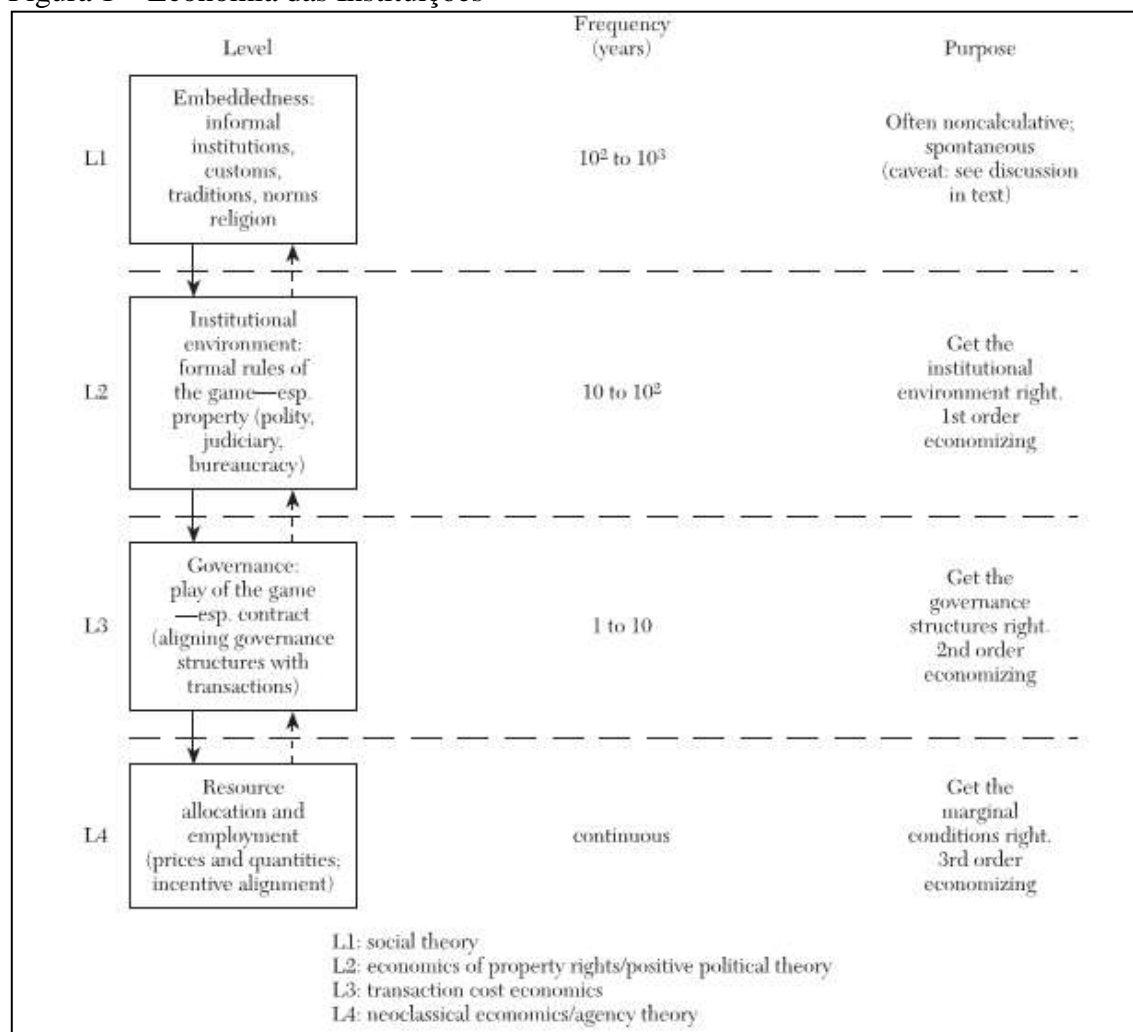 Figura 1 – Economia das Instituições
Level
Frequency
(years)
Purpose
L1
Embeddedness:
informal
institutions,
customs,
traditions, norms
religion
10² to 10³
Often noncalculative;
spontaneous
(caveat: see discussion
in text)
L2
Institutional
environment:
formal rules of
the game—esp.
property (polity,
judiciary,
bureaucracy)
10 to 10²
Get the
institutional
environment right.
1st order
economizing
L3
Governance:
play of the game
—esp. contract
(aligning governance
structures with
transactions)
1 to 10
Get the
governance
structures right.
2nd order
economizing
L4
Resource
allocation and
employment
(prices and quantities;
incentive alignment)
continuous
Get the
marginal
conditions right.
3rd order
economizing
L1: social theory
L2: economics of property rights/positive political theory
L3: transaction cost economics
L4: neoclassical economics/agency theory